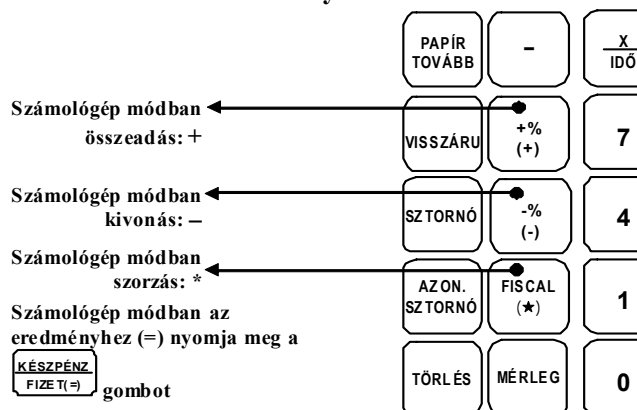 PAPÍR
TOVÁBB
–
X
IDŐ
Számológép módban
összeadás: +
VISSZÁRU
+%
(+)
7
Számológép módban
kivonás: –
SZTORNÓ
-%
(-)
4
Számológép módban
szorzás: *
AZON.
SZTORNÓ
FISCAL
(★)
1
Számológép módban az
eredményhez (=) nyomja meg a
KÉSZPÉNZ
FIZET(=)
gombot
TÖRLÉS
MÉRLEG
0